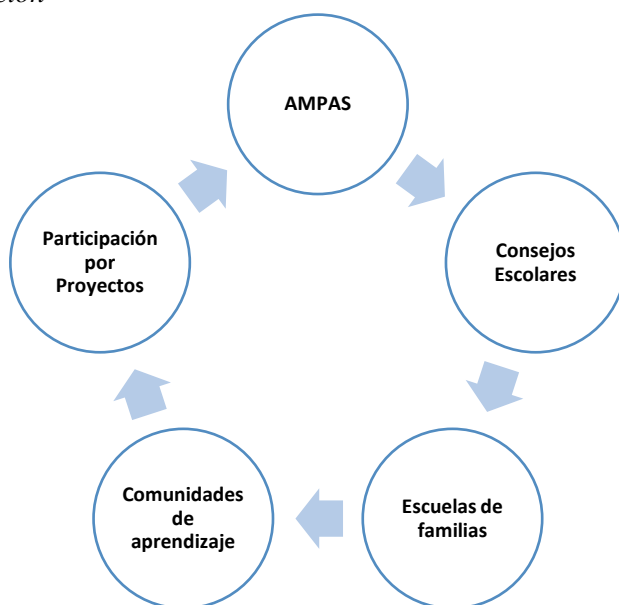 AMPAS
Consejos
Escolares
Escuelas de
familias
Comunidades
de
aprendizaje
Participación
por
Proyectos